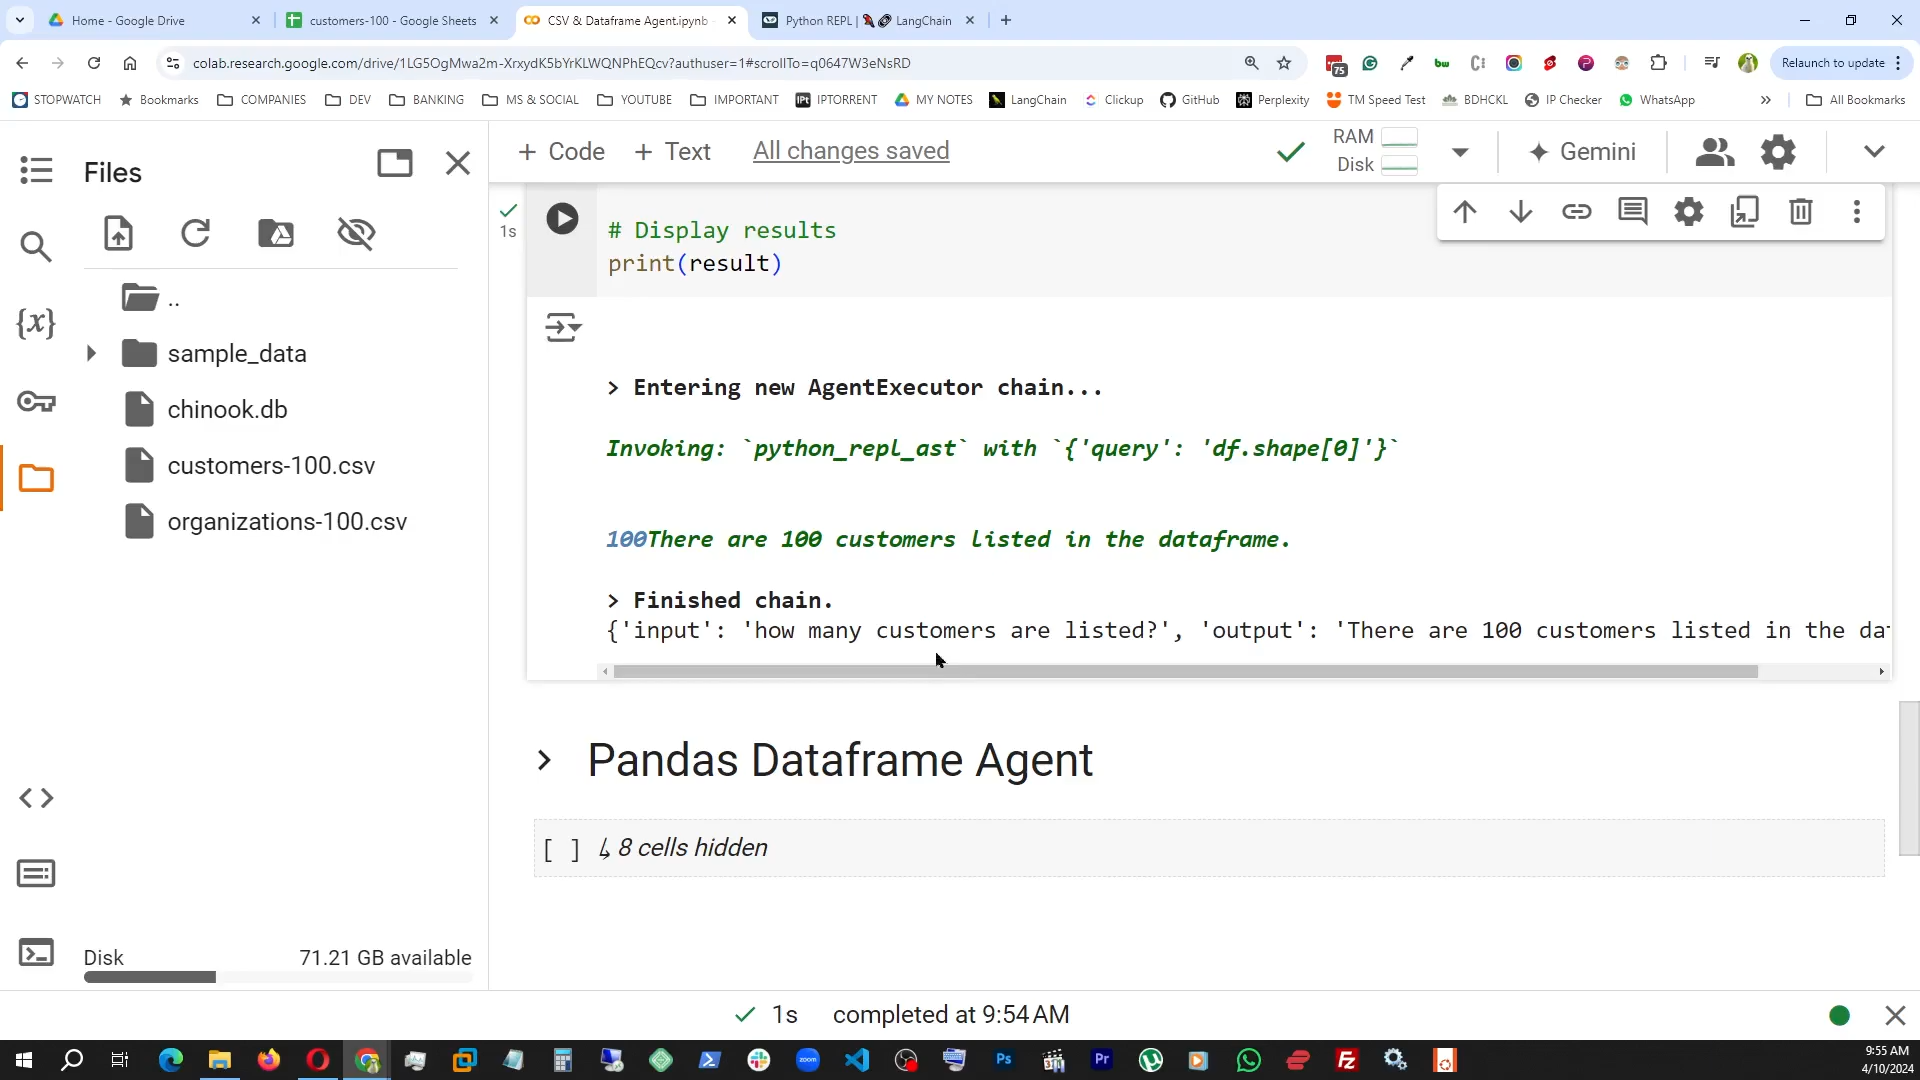 Home - Google Drive
customers-100 - Google Sheets
CSV & Dataframe Agent.ipynb -
Python REPL | 🦜️🔗 LangChain
colab.research.google.com/drive/1LG5OgMwa2m-XrxydK5bYrKLWQNPhEQcv?authuser=1#scrollTo=q0647W3eNsRD
75
bw
Relaunch to update
STOPWATCH
Bookmarks
COMPANIES
DEV
BANKING
MS & SOCIAL
YOUTUBE
IMPORTANT
IPTORRENT
MY NOTES
LangChain
Clickup
GitHub
Perplexity
TM Speed Test
BDHCKL
IP Checker
WhatsApp
All Bookmarks
Files
+ Code
+ Text
All changes saved
RAM
Disk
Gemini
..
sample_data
chinook.db
customers-100.csv
organizations-100.csv
Disk
71.21 GB available
1s
# Display results
print(result)
> Entering new AgentExecutor chain...
Invoking: `python_repl_ast` with `{'query': 'df.shape[0]'}`
100There are 100 customers listed in the dataframe.
> Finished chain.
{'input': 'how many customers are listed?', 'output': 'There are 100 customers listed in the da
Pandas Dataframe Agent
[ ] ↳ 8 cells hidden
1s completed at 9:54 AM
zoom
Ps
Pr
9:55 AM
4/10/2024